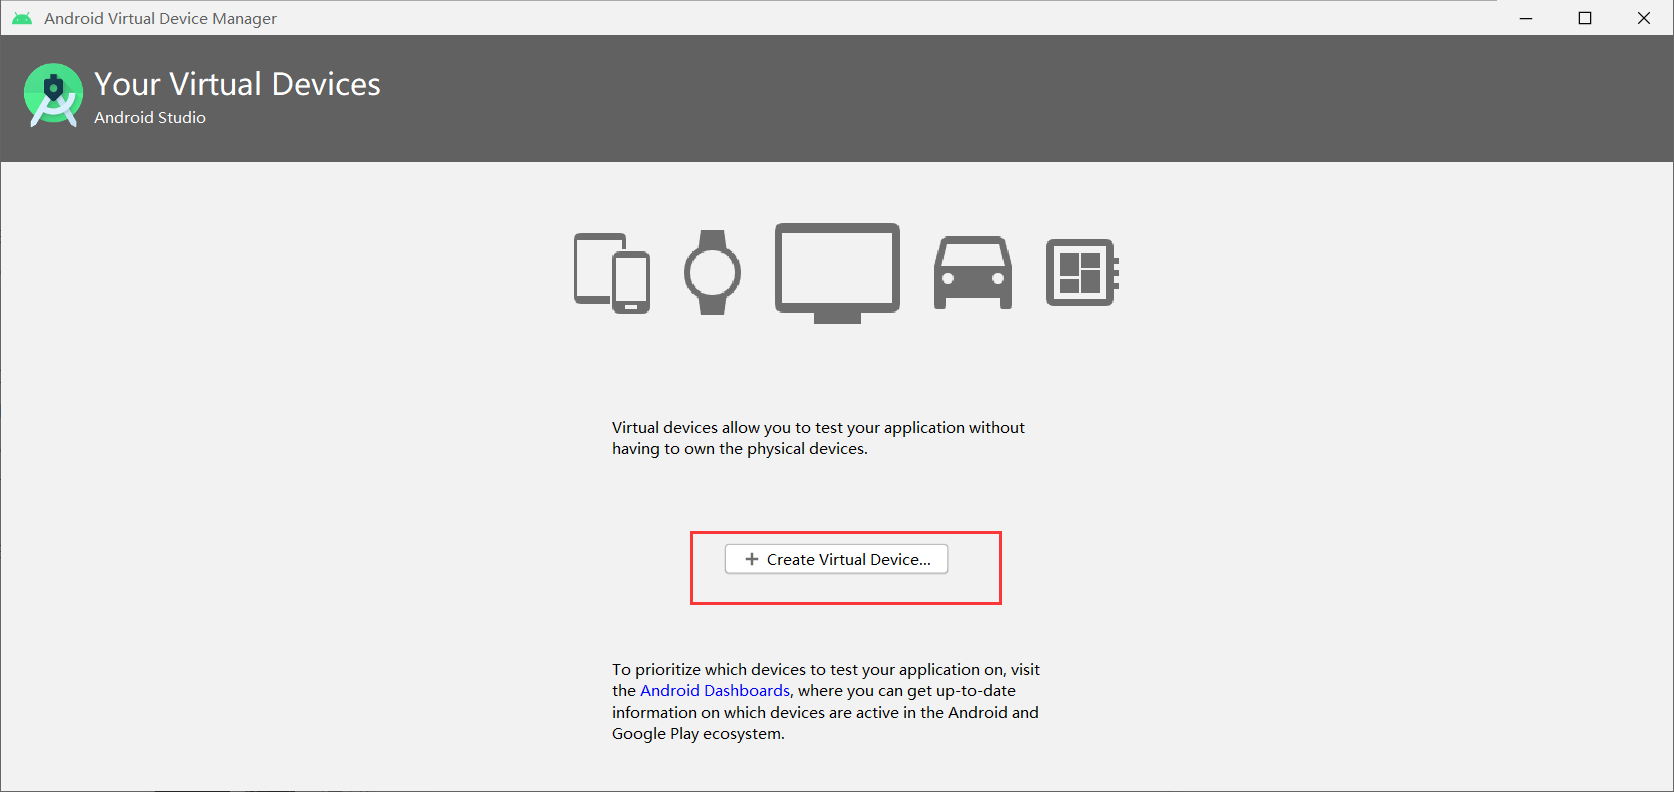 Android Virtual Device Manager
Your Virtual Devices
Android Studio
Virtual devices allow you to test your application without
having to own the physical devices.
Create Virtual Device...
To prioritize which devices to test your application on, visit
the Android Dashboards, where you can get up-to-date
information on which devices are active in the Android and
Google Play ecosystem.